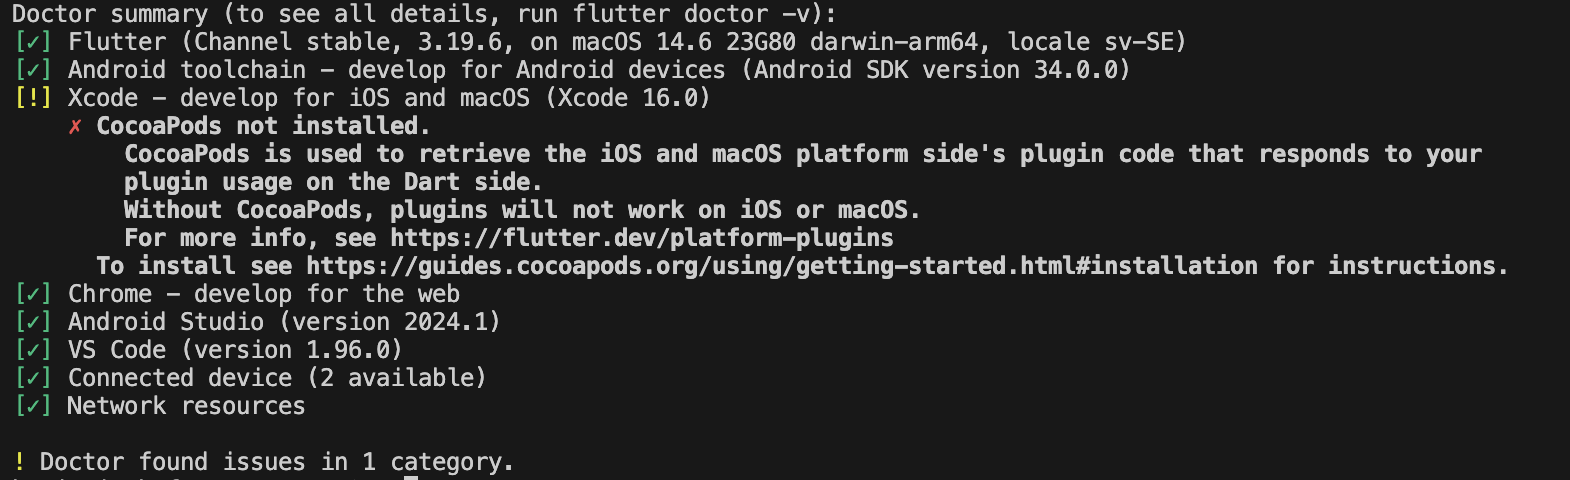 Doctor summary (to see all details, run flutter doctor -v):
[✓] Flutter (Channel stable, 3.19.6, on macOS 14.6 23G80 darwin-arm64, locale sv-SE)
[✓] Android toolchain - develop for Android devices (Android SDK version 34.0.0)
[!] Xcode - develop for iOS and macOS (Xcode 16.0)
✗ CocoaPods not installed.
CocoaPods is used to retrieve the iOS and macOS platform side's plugin code that responds to your
plugin usage on the Dart side.
Without CocoaPods, plugins will not work on iOS or macOS.
For more info, see https://flutter.dev/platform-plugins
To install see https://guides.cocoapods.org/using/getting-started.html#installation for instructions.
[✓] Chrome - develop for the web
[✓] Android Studio (version 2024.1)
[✓] VS Code (version 1.96.0)
[✓] Connected device (2 available)
[✓] Network resources
! Doctor found issues in 1 category.